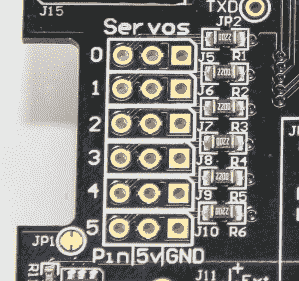 J15
TXD
JP2
Servos
0
J5 R1
1
J6 R2
2
J7 R3
3
J8 R4
4
J9 R5
5
J10 R6
JP1
Pin|5V|GND
J11
Ext